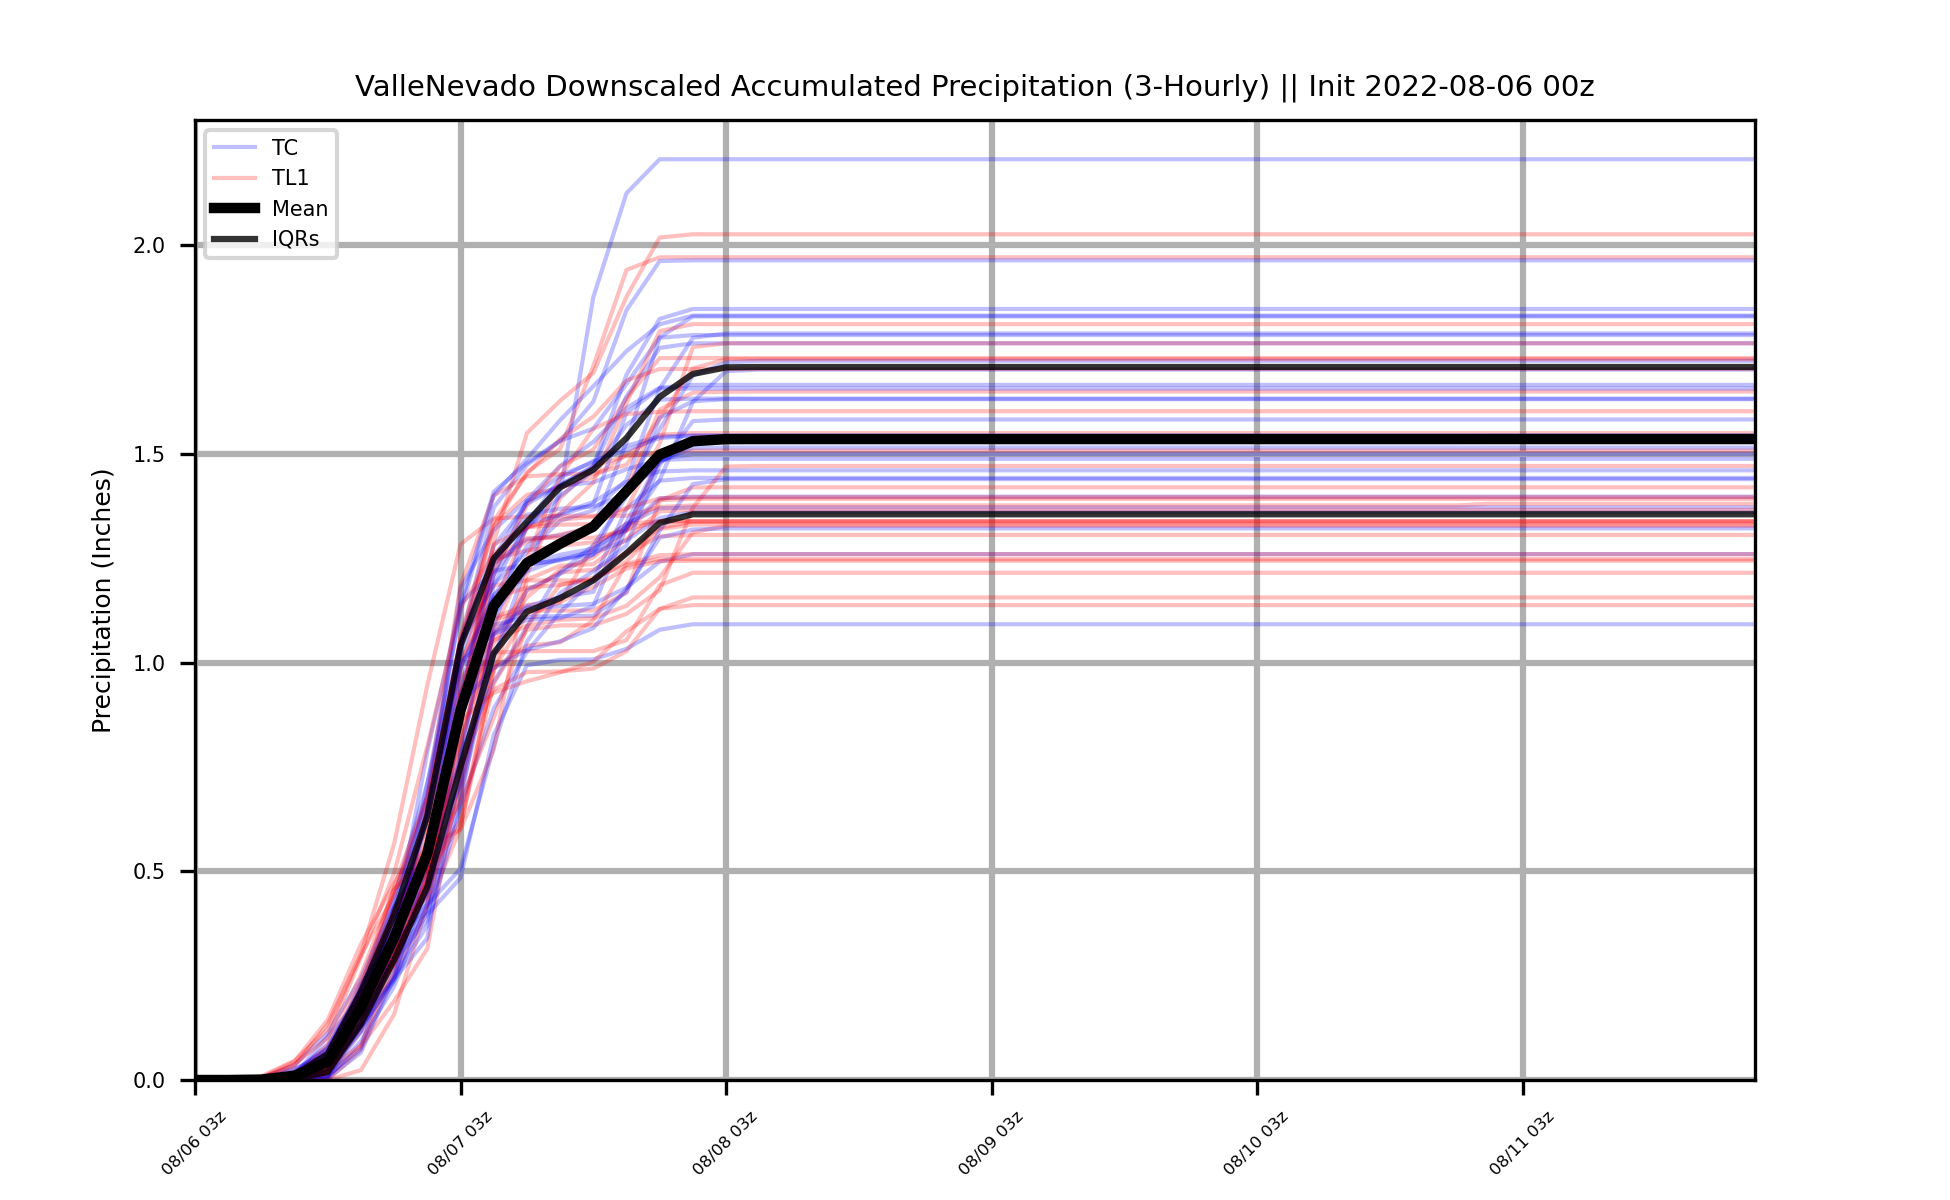 ValleNevado Downscaled Accumulated Precipitation (3-Hourly) || Init 2022-08-06 00z
TC
TL1
Mean
IQRs
Precipitation (Inches)
2.0
1.5
1.0
0.5
0.0
08/06 03z
08/07 03z
08/08 03z
08/09 03z
08/10 03z
08/11 03z